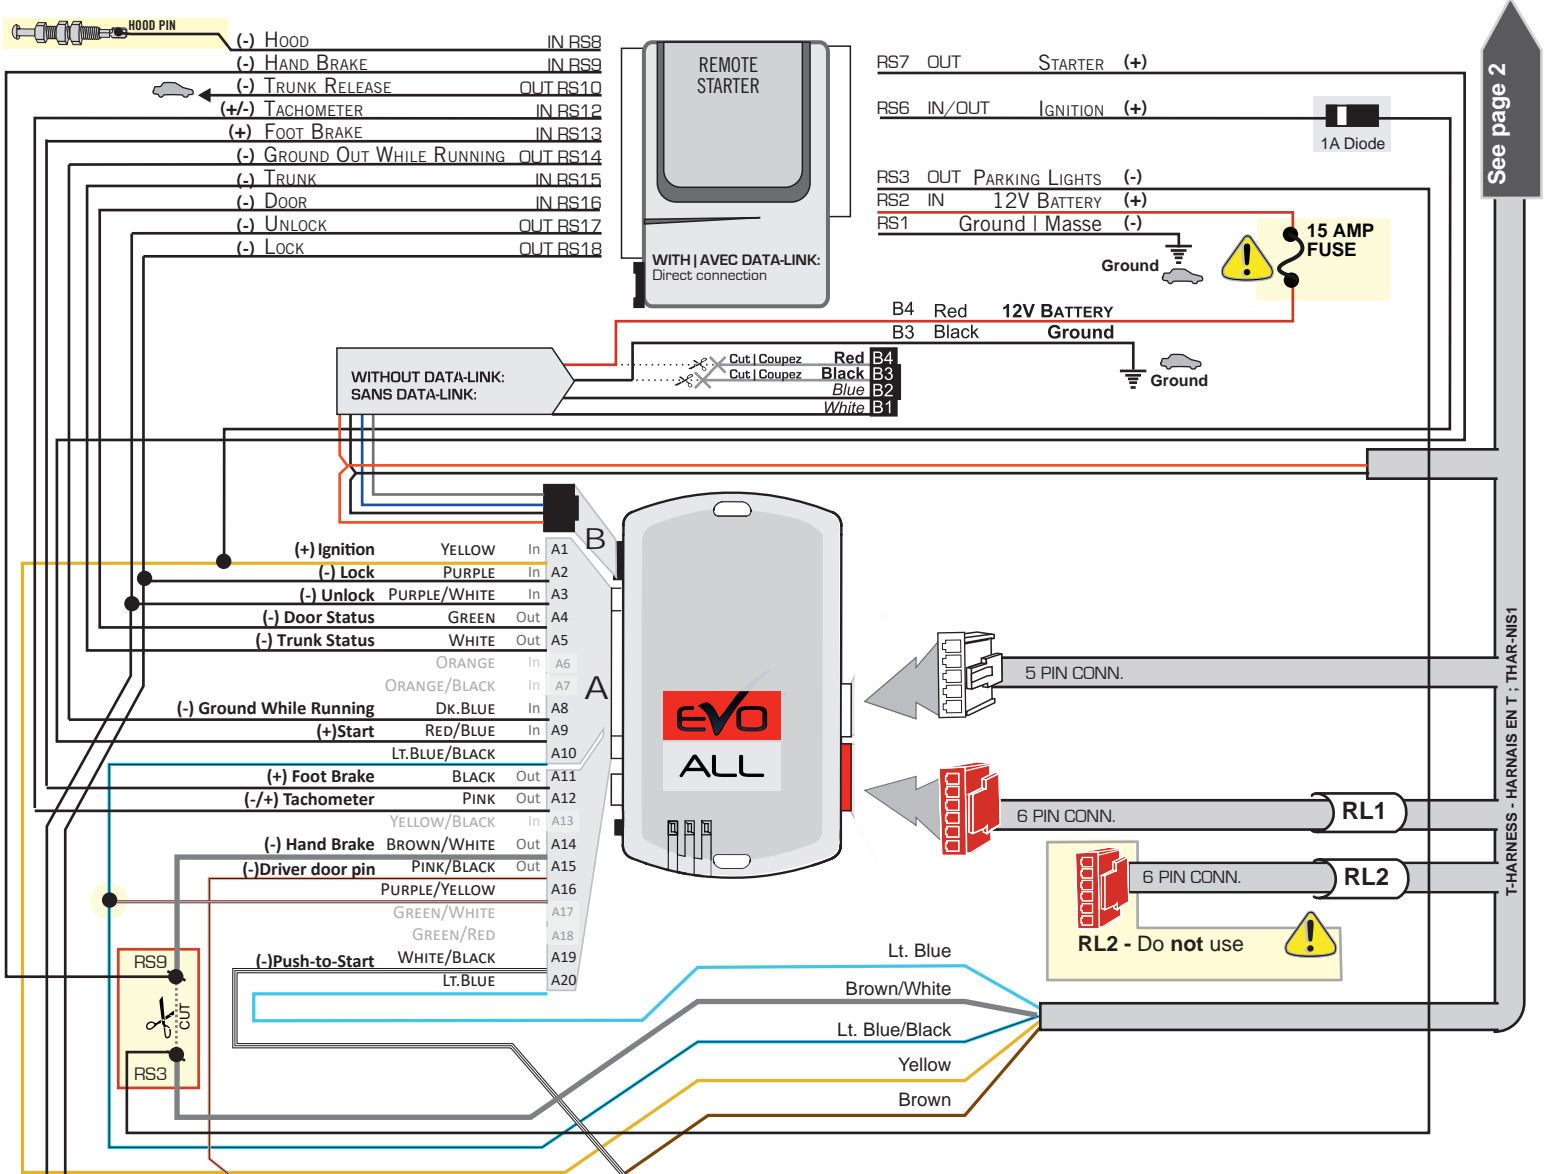 HOOD PIN
(-) HOOD IN RS8
(-) HAND BRAKE IN RS9
(-) TRUNK RELEASE OUT RS10
(+/-) TACHOMETER IN RS12
(+) FOOT BRAKE IN RS13
(-) GROUND OUT WHILE RUNNING OUT RS14
(-) TRUNK IN RS15
(-) DOOR IN RS16
(-) UNLOCK OUT RS17
(-) LOCK OUT RS18
REMOTE
STARTER
WITH | AVEC DATA-LINK:
Direct connection
RS7 OUT STARTER (+)
RS6 IN/OUT IGNITION (+)
1A Diode
RS3 OUT PARKING LIGHTS (-)
RS2 IN 12V BATTERY (+)
RS1 Ground | Masse (-)
Ground
15 AMP
FUSE
See page 2
B4 Red 12V BATTERY
B3 Black Ground
Ground
WITHOUT DATA-LINK:
SANS DATA-LINK:
Cut | Coupez Red B4
Cut | Coupez Black B3
Blue B2
White B1
B
A
(+) Ignition YELLOW In A1
(-) Lock PURPLE In A2
(-) Unlock PURPLE/WHITE In A3
(-) Door Status GREEN Out A4
(-) Trunk Status WHITE Out A5
ORANGE In A6
ORANGE/BLACK In A7
(-) Ground While Running DK.BLUE In A8
(+)Start RED/BLUE In A9
LT.BLUE/BLACK A10
(+) Foot Brake BLACK Out A11
(-/+) Tachometer PINK Out A12
YELLOW/BLACK In A13
(-) Hand Brake BROWN/WHITE Out A14
(-)Driver door pin PINK/BLACK Out A15
PURPLE/YELLOW A16
GREEN/WHITE A17
GREEN/RED A18
(-)Push-to-Start WHITE/BLACK A19
LT.BLUE A20
EVO
ALL
5 PIN CONN.
6 PIN CONN. RL1
6 PIN CONN. RL2
RL2 - Do not use
T-HARNESS - HARNAIS EN T ; THAR-NIS1
RS9
CUT
RS3
Lt. Blue
Brown/White
Lt. Blue/Black
Yellow
Brown